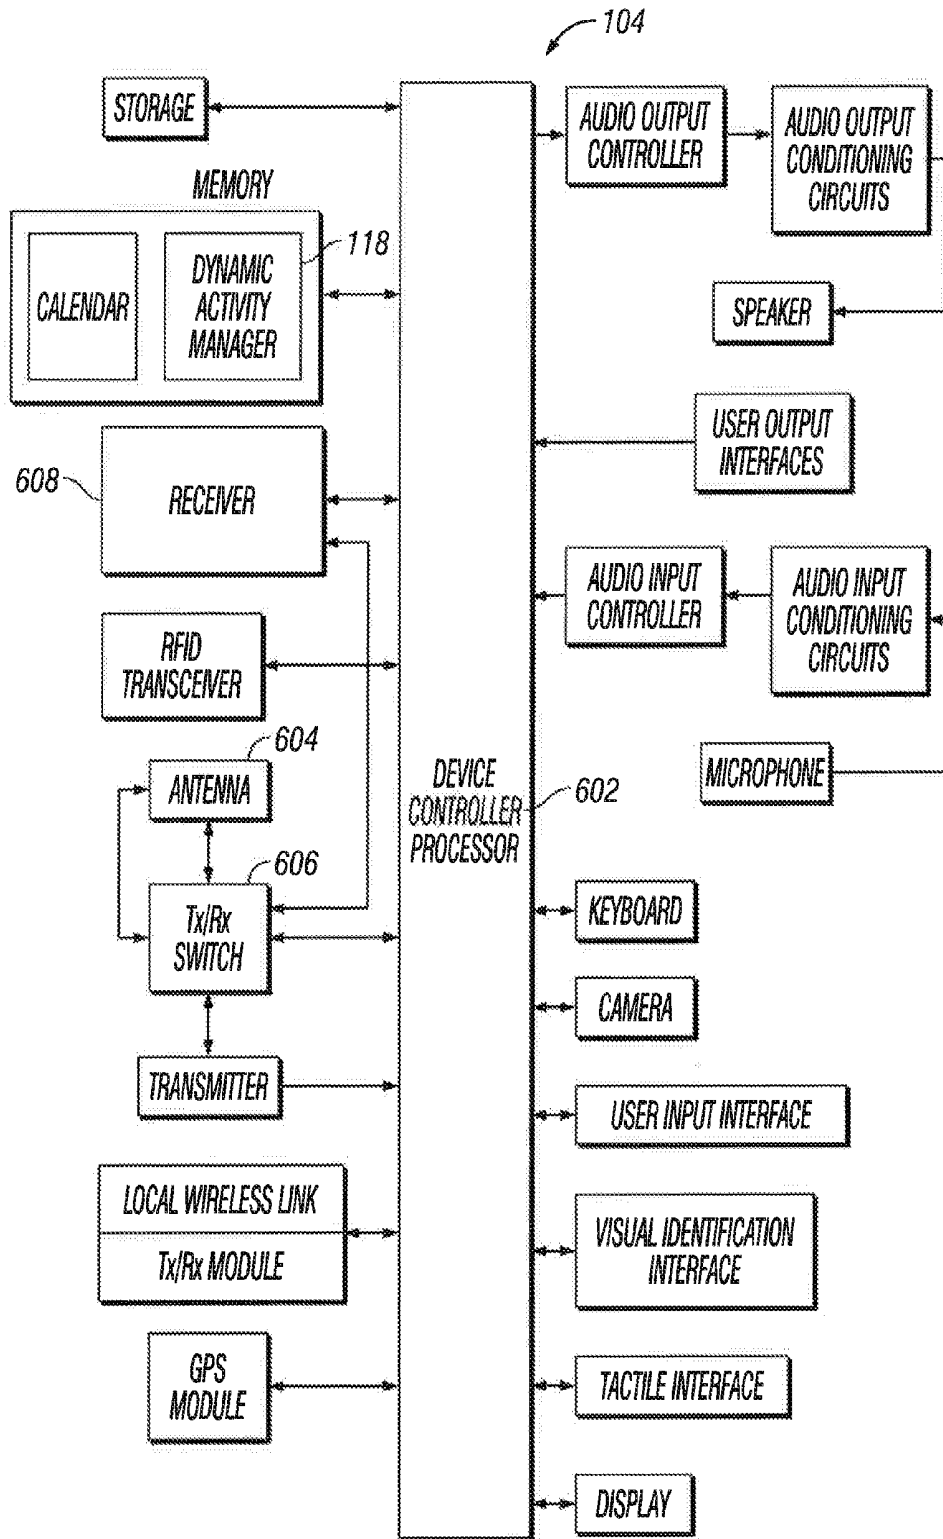 104
STORAGE
MEMORY
CALENDAR
DYNAMIC
ACTIVITY
MANAGER
118
608
RECEIVER
RFID
TRANSCEIVER
604
ANTENNA
606
Tx/Rx
SWITCH
TRANSMITTER
LOCAL WIRELESS LINK
Tx/Rx MODULE
GPS
MODULE
DEVICE
CONTROLLER
PROCESSOR
602
AUDIO OUTPUT
CONTROLLER
AUDIO OUTPUT
CONDITIONING
CIRCUITS
SPEAKER
USER OUTPUT
INTERFACES
AUDIO INPUT
CONTROLLER
AUDIO INPUT
CONDITIONING
CIRCUITS
MICROPHONE
KEYBOARD
CAMERA
USER INPUT INTERFACE
VISUAL IDENTIFICATION
INTERFACE
TACTILE INTERFACE
DISPLAY